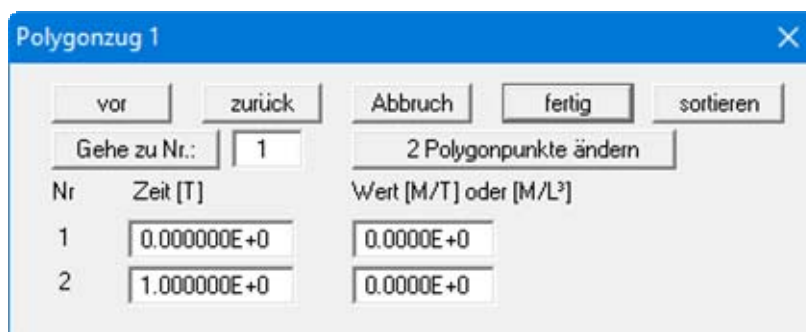 Polygonzug 1
vor zurück Abbruch fertig sortieren
Gehe zu Nr.: 1 2 Polygonpunkte ändern
Nr Zeit [T] Wert [M/T] oder [M/L³]
1 0.000000E+0 0.0000E+0
2 1.000000E+0 0.0000E+0